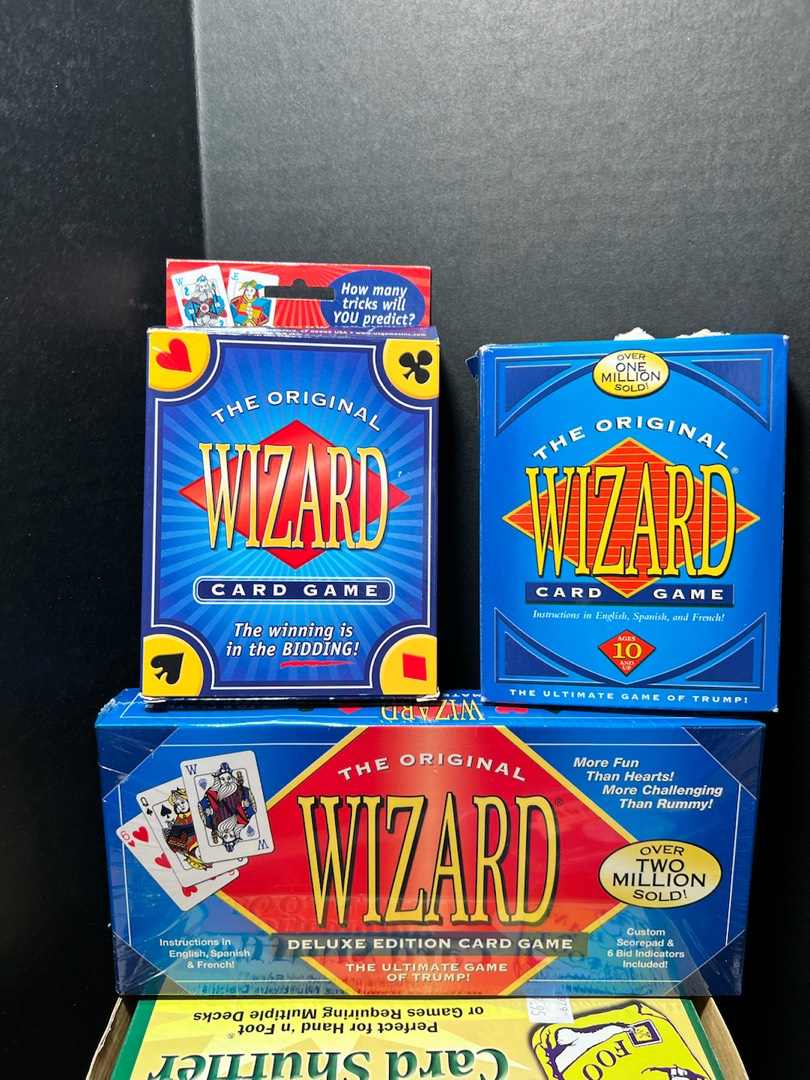 W
E
How many
tricks will
YOU predict?
THE ORIGINAL
WIZARD
CARD GAME
The winning is
in the BIDDING!
OVER
ONE
MILLION
SOLD!
THE ORIGINAL
WIZARD®
CARD GAME
Instructions in English, Spanish, and French!
AGES
10
AND
UP
THE ULTIMATE GAME OF TRUMP!
WIZARD
THE ORIGINAL
WIZARD®
DELUXE EDITION CARD GAME
THE ULTIMATE GAME
OF TRUMP!
6
Q
W
W
Instructions in
English, Spanish
& French!
More Fun
Than Hearts!
More Challenging
Than Rummy!
OVER
TWO
MILLION
SOLD!
Custom
Scorepad &
6 Bid Indicators
Included!
Card Shuffler
Perfect for Hand 'n Foot®
or Games Requiring Multiple Decks
FOO